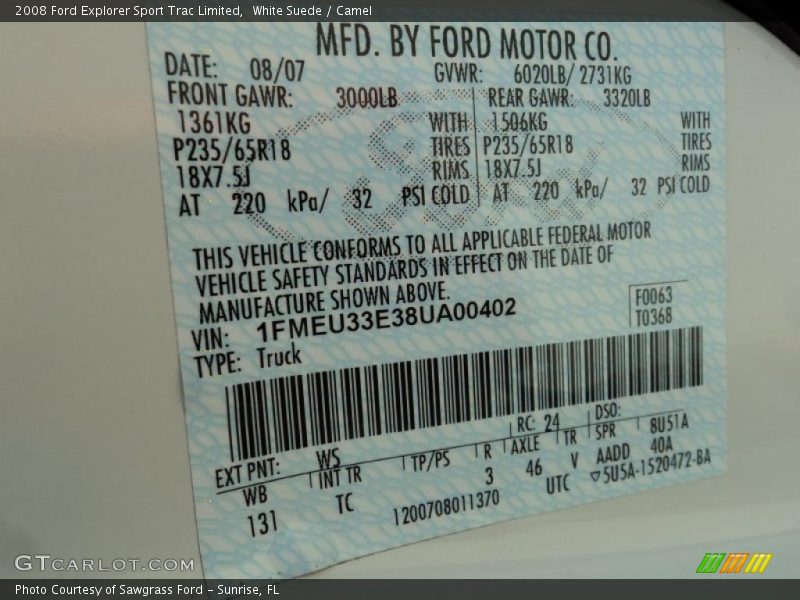 2008 Ford Explorer Sport Trac Limited, White Suede / Camel
MFD. BY FORD MOTOR CO.
DATE: 08/07 GVWR: 6020LB/ 2731KG
FRONT GAWR: 3000LB REAR GAWR: 3320LB
1361KG WITH 1506KG WITH
P235/65R18 TIRES P235/65R18 TIRES
18X7.5J RIMS 18X7.5J RIMS
AT 220 kPa/ 32 PSI COLD AT 220 kPa/ 32 PSI COLD
THIS VEHICLE CONFORMS TO ALL APPLICABLE FEDERAL MOTOR
VEHICLE SAFETY STANDARDS IN EFFECT ON THE DATE OF
MANUFACTURE SHOWN ABOVE.
VIN: 1FMEU33E38UA00402 F0063
TYPE: Truck T0368
RC: 24 DSO:
EXT PNT: WS 8U51A
WB INT TR TP/PS R AXLE TR SPR 40A
131 TC 3 46 V AADD
1200708011370 UTC ▽5U5A-1520472-BA
GTCARLOT.COM
Photo Courtesy of Sawgrass Ford - Sunrise, FL